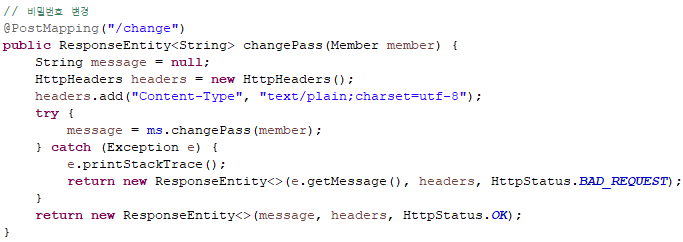 // 비밀번호 변경
@PostMapping("/change")
public ResponseEntity<String> changePass(Member member) {
    String message = null;
    HttpHeaders headers = new HttpHeaders();
    headers.add("Content-Type", "text/plain;charset=utf-8");
    try {
        message = ms.changePass(member);
    } catch (Exception e) {
        e.printStackTrace();
        return new ResponseEntity<>(e.getMessage(), headers, HttpStatus.BAD_REQUEST);
    }
    return new ResponseEntity<>(message, headers, HttpStatus.OK);
}